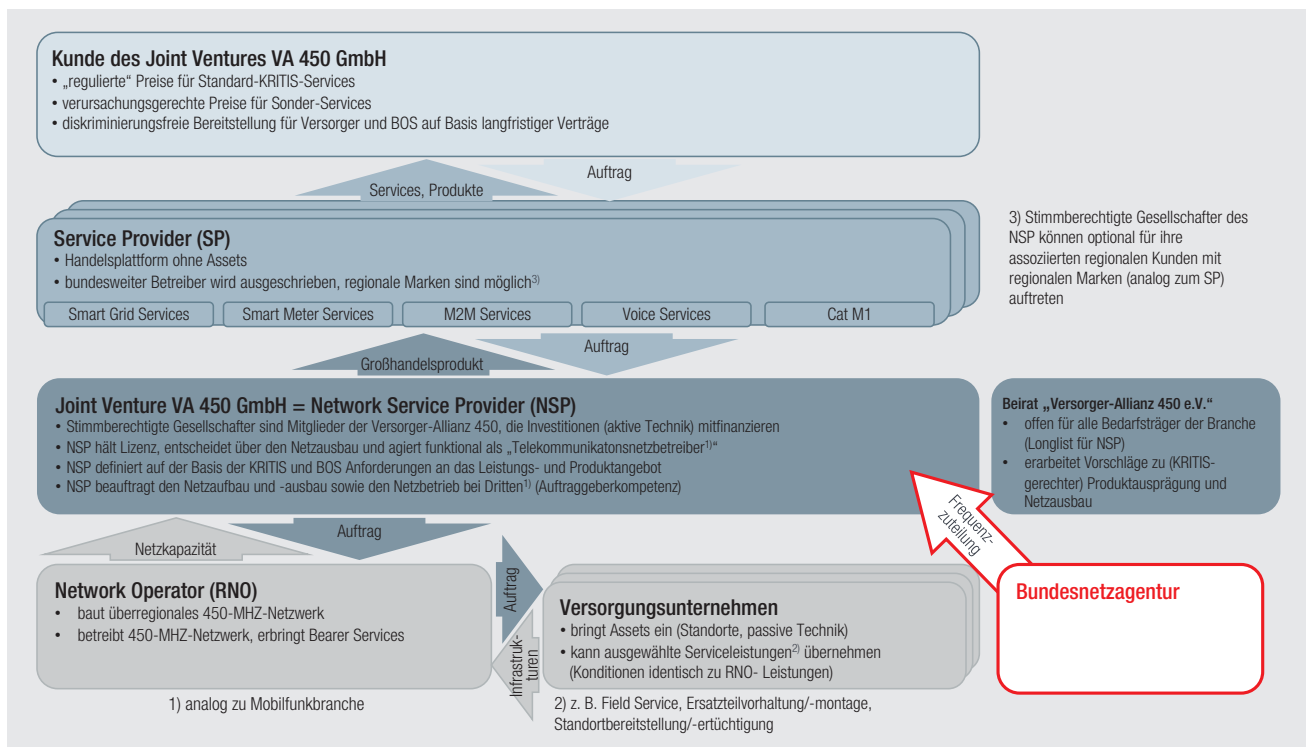 Kunde des Joint Ventures VA 450 GmbH
• „regulierte“ Preise für Standard-KRITIS-Services
• verursachungsgerechte Preise für Sonder-Services
• diskriminierungsfreie Bereitstellung für Versorger und BOS auf Basis langfristiger Verträge
Services, Produkte
Auftrag
Service Provider (SP)
• Handelsplattform ohne Assets
• bundesweiter Betreiber wird ausgeschrieben, regionale Marken sind möglich3)
Smart Grid Services
Smart Meter Services
M2M Services
Voice Services
Cat M1
3) Stimmberechtigte Gesellschafter des
NSP können optional für ihre
assoziierten regionalen Kunden mit
regionalen Marken (analog zum SP)
auftreten
Großhandelsprodukt
Auftrag
Joint Venture VA 450 GmbH = Network Service Provider (NSP)
• Stimmberechtigte Gesellschafter sind Mitglieder der Versorger-Allianz 450, die Investitionen (aktive Technik) mitfinanzieren
• NSP hält Lizenz, entscheidet über den Netzausbau und agiert funktional als „Telekommunikatonsnetzbetreiber1)“
• NSP definiert auf der Basis der KRITIS und BOS Anforderungen an das Leistungs- und Produktangebot
• NSP beauftragt den Netzaufbau und -ausbau sowie den Netzbetrieb bei Dritten1) (Auftraggeberkompetenz)
Beirat „Versorger-Allianz 450 e.V.“
• offen für alle Bedarfsträger der Branche
(Longlist für NSP)
• erarbeitet Vorschläge zu (KRITIS-
gerechter) Produktausprägung und
Netzausbau
Frequenz-
zuteilung
Bundesnetzagentur
Netzkapazität
Auftrag
Network Operator (RNO)
• baut überregionales 450-MHZ-Netzwerk
• betreibt 450-MHZ-Netzwerk, erbringt Bearer Services
1) analog zu Mobilfunkbranche
Auftrag
Infrastruk-
turen
Versorgungsunternehmen
• bringt Assets ein (Standorte, passive Technik)
• kann ausgewählte Serviceleistungen2) übernehmen
(Konditionen identisch zu RNO- Leistungen)
2) z. B. Field Service, Ersatzteilvorhaltung/-montage,
Standortbereitstellung/-ertüchtigung